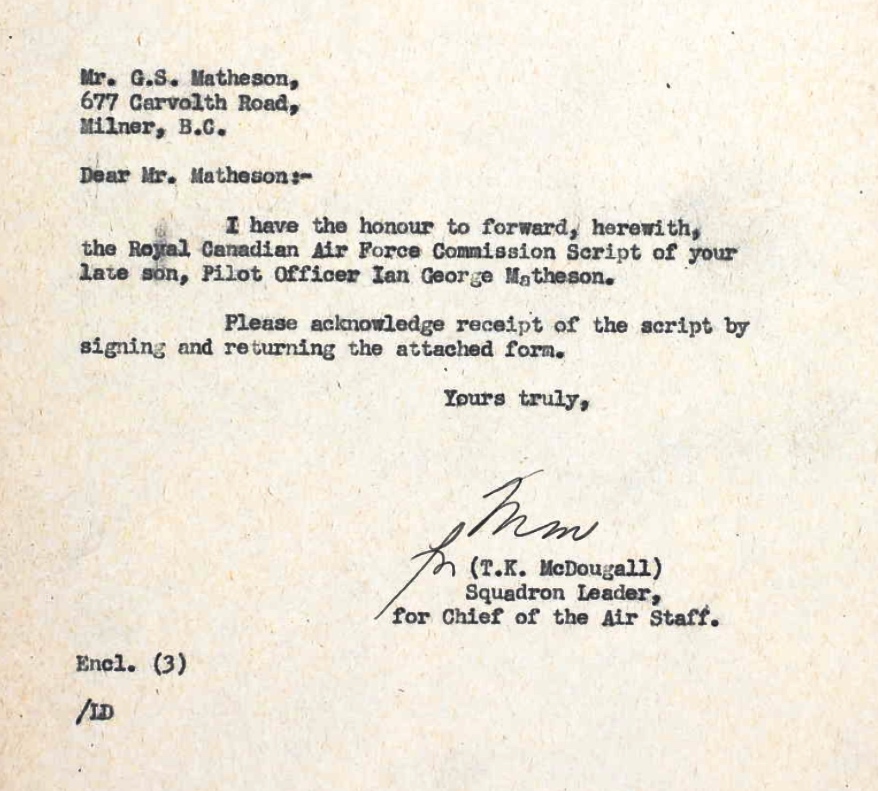 Mr. G.S. Matheson,
677 Carvolth Road,
Milner, B.C.
Dear Mr. Matheson:-
I have the honour to forward, herewith,
the Royal Canadian Air Force Commission Script of your
late son, Pilot Officer Ian George Matheson.
Please acknowledge receipt of the script by
signing and returning the attached form.
Yours truly,
for (T.K. McDougall)
Squadron Leader,
for Chief of the Air Staff.
Encl. (3)
/LD